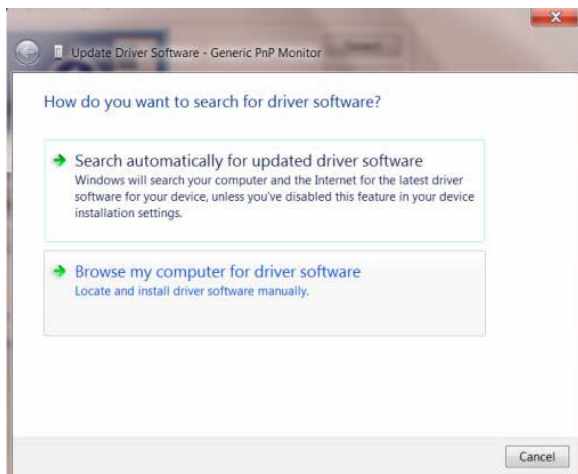 Update Driver Software - Generic PnP Monitor
How do you want to search for driver software?
Search automatically for updated driver software
Windows will search your computer and the Internet for the latest driver
software for your device, unless you've disabled this feature in your device
installation settings.
Browse my computer for driver software
Locate and install driver software manually.
Cancel